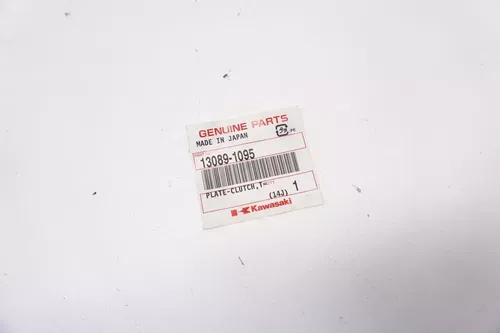 GENUINE PARTS
MADE IN JAPAN
13089-1095
PLATE-CLUTCH,T=
(14J) 1
Kawasaki